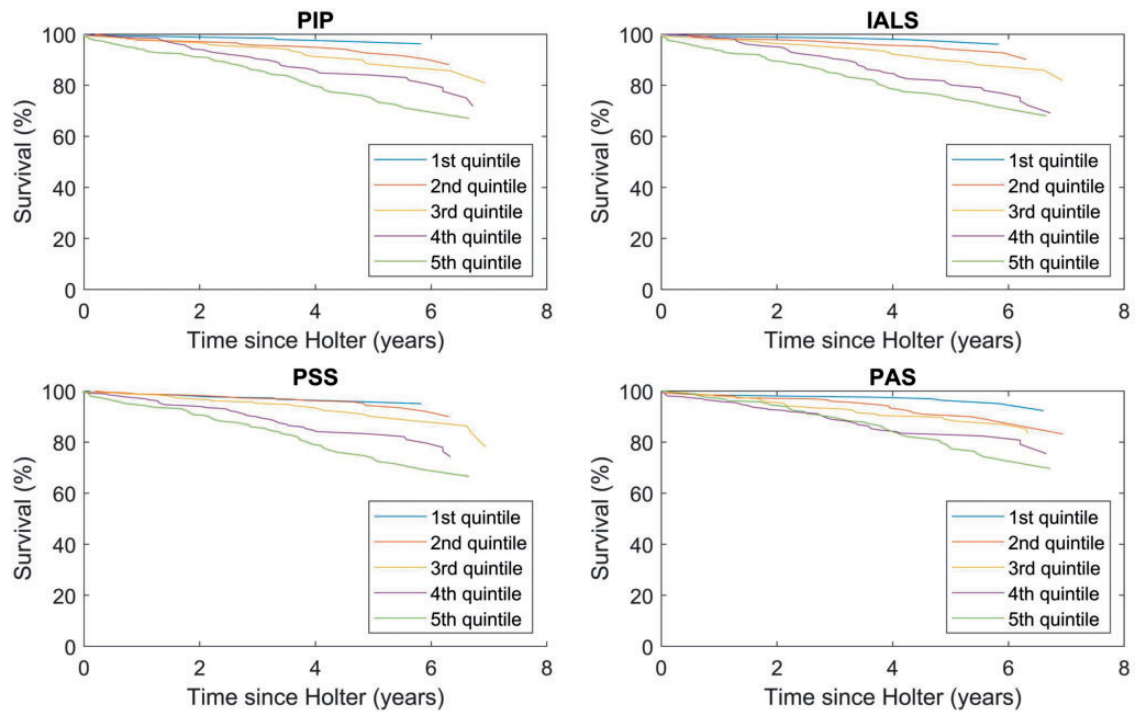 PIP
Survival (%)
100
80
60
40
20
0
1st quintile
2nd quintile
3rd quintile
4th quintile
5th quintile
0 2 4 6 8
Time since Holter (years)
IALS
Survival (%)
100
80
60
40
20
0
1st quintile
2nd quintile
3rd quintile
4th quintile
5th quintile
0 2 4 6 8
Time since Holter (years)
PSS
Survival (%)
100
80
60
40
20
0
1st quintile
2nd quintile
3rd quintile
4th quintile
5th quintile
0 2 4 6 8
Time since Holter (years)
PAS
Survival (%)
100
80
60
40
20
0
1st quintile
2nd quintile
3rd quintile
4th quintile
5th quintile
0 2 4 6 8
Time since Holter (years)